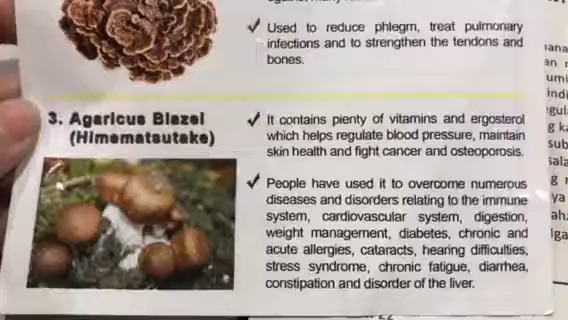 Used to reduce phlegm, treat pulmonary
infections and to strengthen the tendons and
bones.
3. Agaricus Blazei
(Himematsutake)
It contains plenty of vitamins and ergosterol
which helps regulate blood pressure, maintain
skin health and fight cancer and osteoporosis.
People have used it to overcome numerous
diseases and disorders relating to the immune
system, cardiovascular system, digestion,
weight management, diabetes, chronic and
acute allergies, cataracts, hearing difficulties,
stress syndrome, chronic fatigue, diarrhea,
constipation and disorder of the liver.